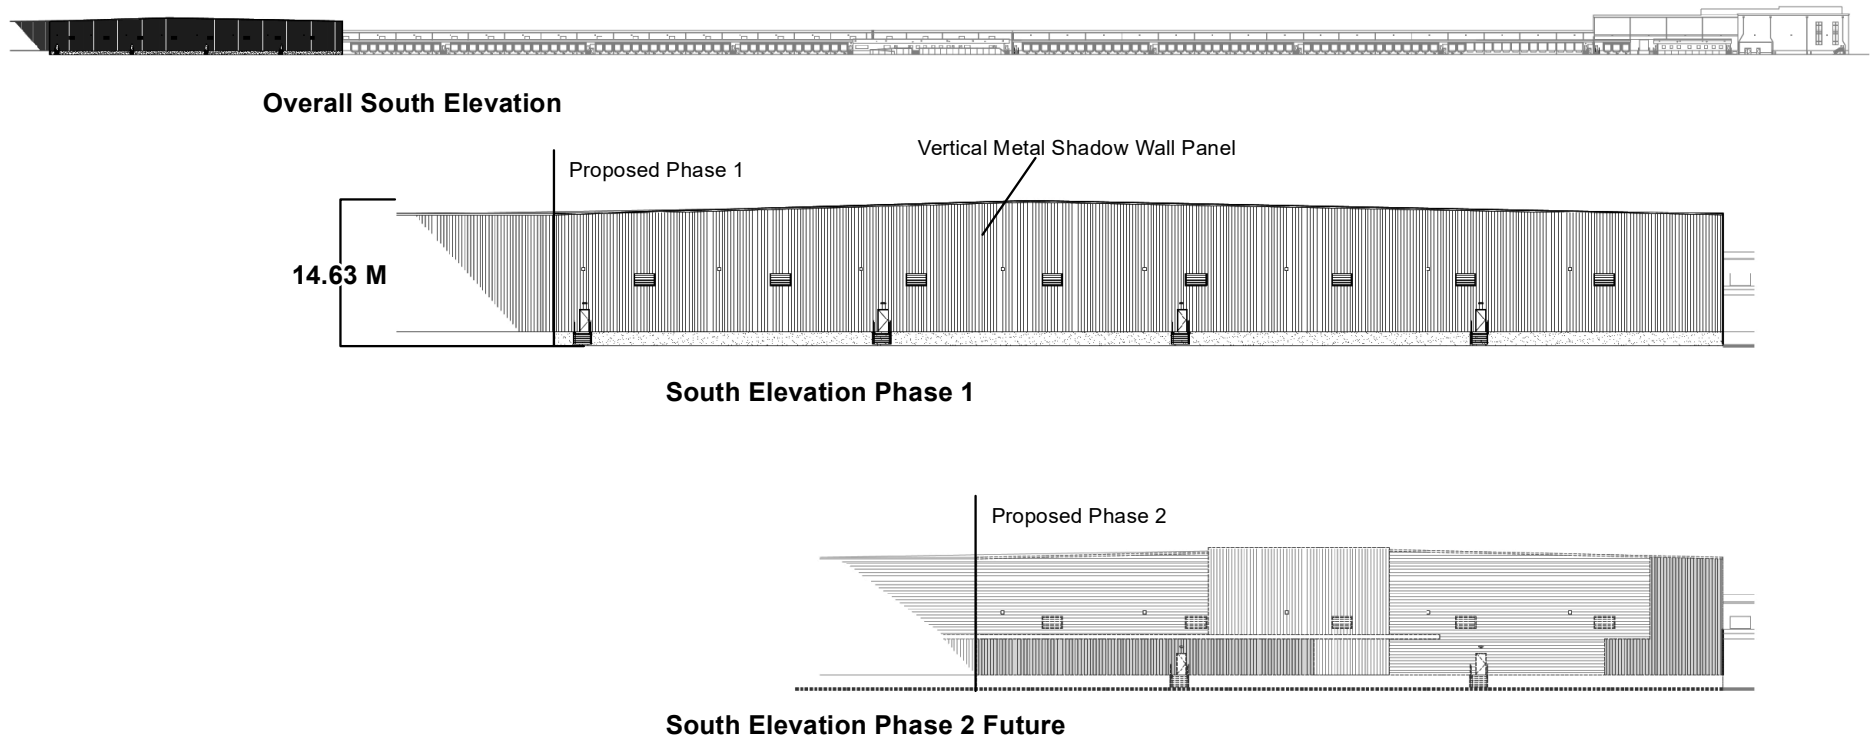 Overall South Elevation
Vertical Metal Shadow Wall Panel
Proposed Phase 1
14.63 M
South Elevation Phase 1
Proposed Phase 2
South Elevation Phase 2 Future